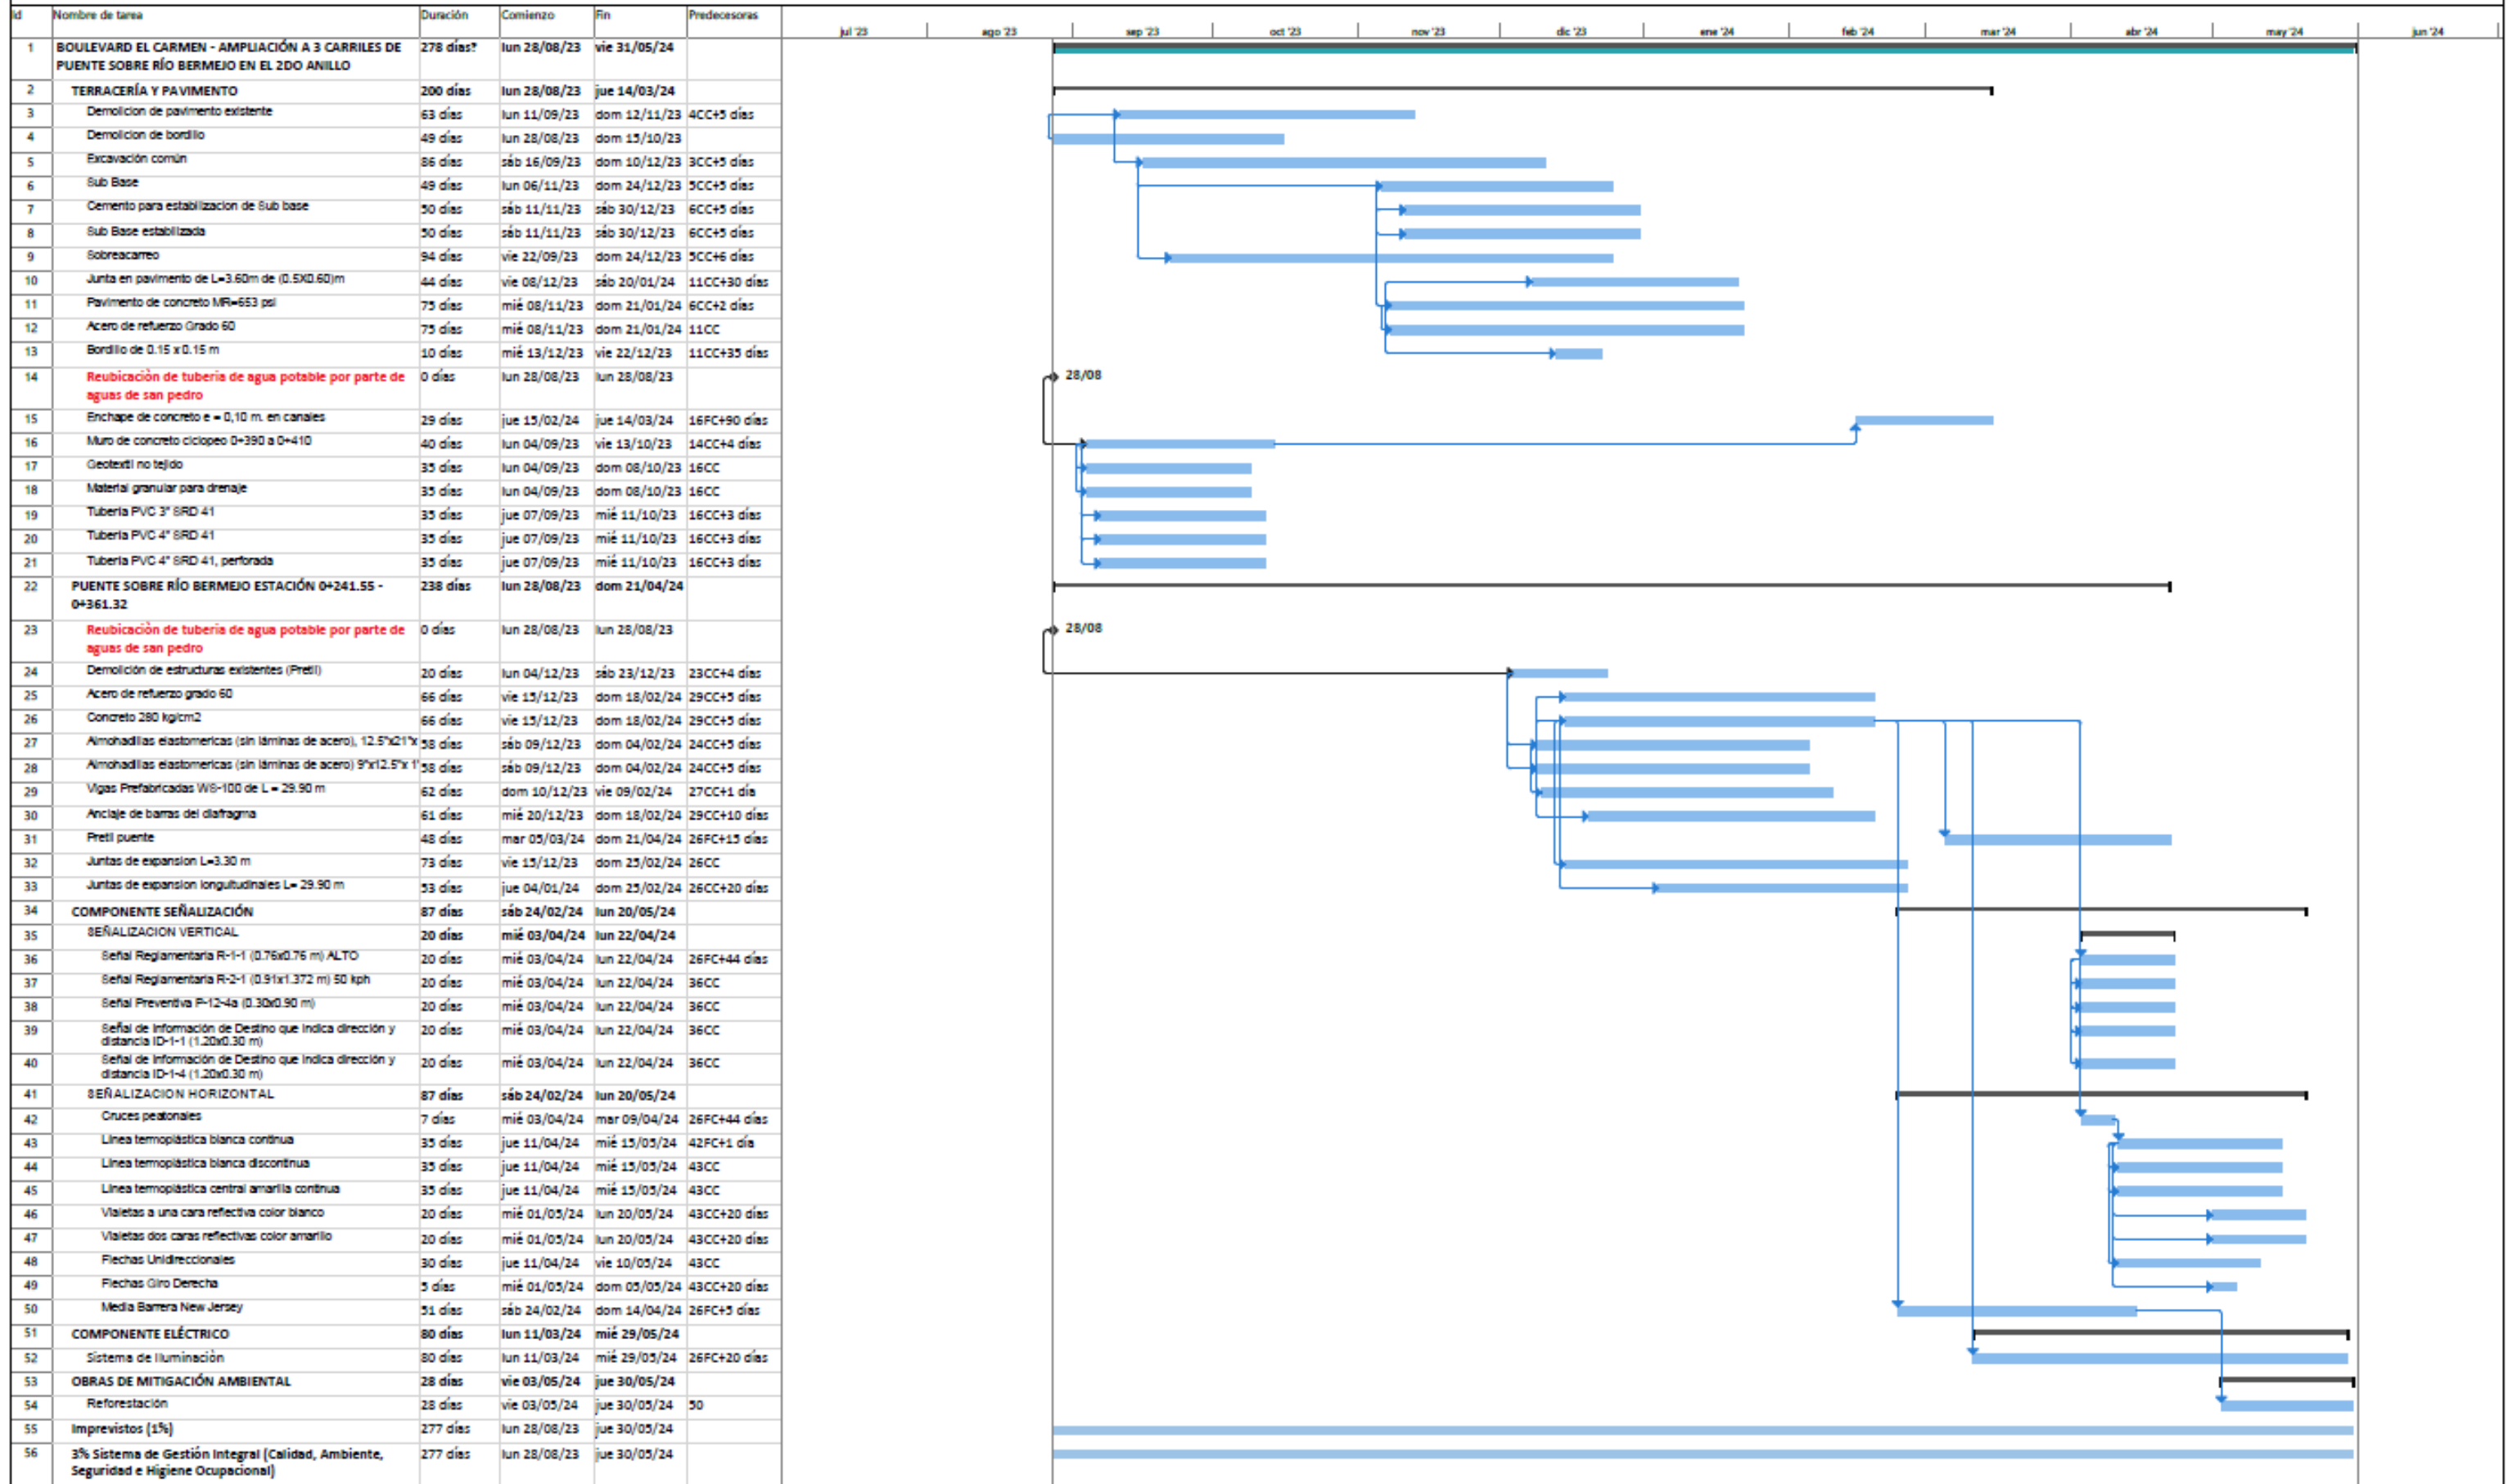 Id Nombre de tarea Duración Comienzo Fin Predecesoras
jul '23 ago '23 sep '23 oct '23 nov '23 dic '23 ene '24 feb '24 mar '24 abr '24 may '24 jun '24
1 BOULEVARD EL CARMEN - AMPLIACIÓN A 3 CARRILES DE 278 días? lun 28/08/23 vie 31/05/24
PUENTE SOBRE RÍO BERMEJO EN EL 2DO ANILLO
2 TERRACERÍA Y PAVIMENTO 200 días lun 28/08/23 jue 14/03/24
3 Demolicion de pavimento existente 63 días lun 11/09/23 dom 12/11/23 4CC+5 días
4 Demolicion de bordillo 49 días lun 28/08/23 dom 15/10/23
5 Excavación común 86 días sáb 16/09/23 dom 10/12/23 3CC+5 días
6 Sub Base 49 días lun 06/11/23 dom 24/12/23 5CC+5 días
7 Cemento para estabilizacion de Sub base 50 días sáb 11/11/23 sáb 30/12/23 6CC+5 días
8 Sub Base estabilizada 50 días sáb 11/11/23 sáb 30/12/23 6CC+5 días
9 Sobreacarreo 94 días vie 22/09/23 dom 24/12/23 5CC+6 días
10 Junta en pavimento de L=3.60m de (0.5X0.60)m 44 días vie 08/12/23 sáb 20/01/24 11CC+30 días
11 Pavimento de concreto MR=653 psi 75 días mié 08/11/23 dom 21/01/24 6CC+2 días
12 Acero de refuerzo Grado 60 75 días mié 08/11/23 dom 21/01/24 11CC
13 Bordillo de 0.15 x 0.15 m 10 días mié 13/12/23 vie 22/12/23 11CC+35 días
14 Reubicaciòn de tuberia de agua potable por parte de 0 días lun 28/08/23 lun 28/08/23 28/08
aguas de san pedro
15 Enchape de concreto e = 0,10 m. en canales 29 días jue 15/02/24 jue 14/03/24 16FC+90 días
16 Muro de concreto ciclopeo 0+390 a 0+410 40 días lun 04/09/23 vie 13/10/23 14CC+4 días
17 Geotextil no tejido 35 días lun 04/09/23 dom 08/10/23 16CC
18 Material granular para drenaje 35 días lun 04/09/23 dom 08/10/23 16CC
19 Tubería PVC 3" SRD 41 35 días jue 07/09/23 mié 11/10/23 16CC+3 días
20 Tubería PVC 4" SRD 41 35 días jue 07/09/23 mié 11/10/23 16CC+3 días
21 Tubería PVC 4" SRD 41, perforada 35 días jue 07/09/23 mié 11/10/23 16CC+3 días
22 PUENTE SOBRE RÍO BERMEJO ESTACIÓN 0+241.55 - 238 días lun 28/08/23 dom 21/04/24
0+361.32
23 Reubicaciòn de tuberia de agua potable por parte de 0 días lun 28/08/23 lun 28/08/23 28/08
aguas de san pedro
24 Demolición de estructuras existentes (Pretil) 20 días lun 04/12/23 sáb 23/12/23 23CC+4 días
25 Acero de refuerzo grado 60 66 días vie 15/12/23 dom 18/02/24 29CC+5 días
26 Concreto 280 kg/cm2 66 días vie 15/12/23 dom 18/02/24 29CC+5 días
27 Almohadillas elastomericas (sin láminas de acero), 12.5"x21"x 58 días sáb 09/12/23 dom 04/02/24 24CC+5 días
28 Almohadillas elastomericas (sin láminas de acero) 9"x12.5"x 1" 58 días sáb 09/12/23 dom 04/02/24 24CC+5 días
29 Vigas Prefabricadas WS-100 de L = 29.90 m 62 días dom 10/12/23 vie 09/02/24 27CC+1 día
30 Anclaje de barras del diafragma 61 días mié 20/12/23 dom 18/02/24 29CC+10 días
31 Pretil puente 48 días mar 05/03/24 dom 21/04/24 26FC+15 días
32 Juntas de expansion L=3.30 m 73 días vie 15/12/23 dom 25/02/24 26CC
33 Juntas de expansion longuitudinales L= 29.90 m 53 días jue 04/01/24 dom 25/02/24 26CC+20 días
34 COMPONENTE SEÑALIZACIÓN 87 días sáb 24/02/24 lun 20/05/24
35 SEÑALIZACION VERTICAL 20 días mié 03/04/24 lun 22/04/24
36 Señal Reglamentaria R-1-1 (0.76x0.76 m) ALTO 20 días mié 03/04/24 lun 22/04/24 26FC+44 días
37 Señal Reglamentaria R-2-1 (0.91x1.372 m) 50 kph 20 días mié 03/04/24 lun 22/04/24 36CC
38 Señal Preventiva P-12-4a (0.30x0.90 m) 20 días mié 03/04/24 lun 22/04/24 36CC
39 Señal de Información de Destino que indica dirección y 20 días mié 03/04/24 lun 22/04/24 36CC
distancia ID-1-1 (1.20x0.30 m)
40 Señal de Información de Destino que indica dirección y 20 días mié 03/04/24 lun 22/04/24 36CC
distancia ID-1-4 (1.20x0.30 m)
41 SEÑALIZACION HORIZONTAL 87 días sáb 24/02/24 lun 20/05/24
42 Cruces peatonales 7 días mié 03/04/24 mar 09/04/24 26FC+44 días
43 Línea termoplástica blanca continua 35 días jue 11/04/24 mié 15/05/24 42FC+1 día
44 Línea termoplástica blanca discontinua 35 días jue 11/04/24 mié 15/05/24 43CC
45 Línea termoplástica central amarilla continua 35 días jue 11/04/24 mié 15/05/24 43CC
46 Vialetas a una cara reflectiva color blanco 20 días mié 01/05/24 lun 20/05/24 43CC+20 días
47 Vialetas dos caras reflectivas color amarillo 20 días mié 01/05/24 lun 20/05/24 43CC+20 días
48 Flechas Unidireccionales 30 días jue 11/04/24 vie 10/05/24 43CC
49 Flechas Giro Derecha 5 días mié 01/05/24 dom 05/05/24 43CC+20 días
50 Media Barrera New Jersey 51 días sáb 24/02/24 dom 14/04/24 26FC+5 días
51 COMPONENTE ELÉCTRICO 80 días lun 11/03/24 mié 29/05/24
52 Sistema de Iluminaciòn 80 días lun 11/03/24 mié 29/05/24 26FC+20 días
53 OBRAS DE MITIGACIÓN AMBIENTAL 28 días vie 03/05/24 jue 30/05/24
54 Reforestación 28 días vie 03/05/24 jue 30/05/24 50
55 Imprevistos (1%) 277 días lun 28/08/23 jue 30/05/24
56 3% Sistema de Gestión Integral (Calidad, Ambiente, 277 días lun 28/08/23 jue 30/05/24
Seguridad e Higiene Ocupacional)